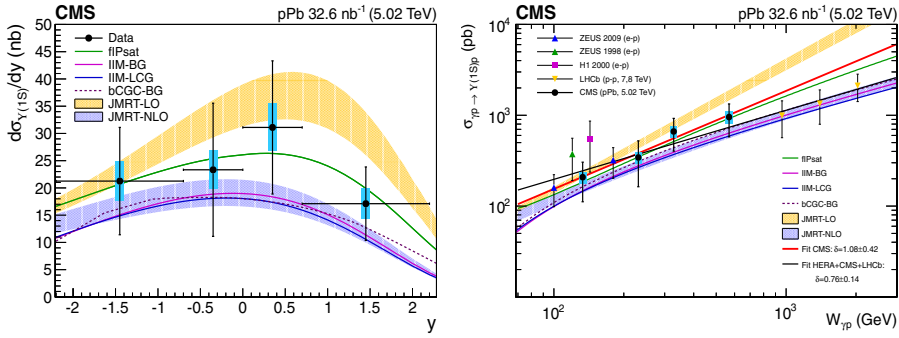 CMS
pPb 32.6 nb⁻¹ (5.02 TeV)
dσ_Υ(1S)/dy (nb)
50
45
40
35
30
25
20
15
10
5
0
Data
fIPsat
IIM-BG
IIM-LCG
bCGC-BG
JMRT-LO
JMRT-NLO
-2 -1.5 -1 -0.5 0 0.5 1 1.5 2
y
CMS
pPb 32.6 nb⁻¹ (5.02 TeV)
σ_γp → Υ(1S)p (pb)
10⁴
10³
10²
ZEUS 2009 (e-p)
ZEUS 1998 (e-p)
H1 2000 (e-p)
LHCb (p-p, 7,8 TeV)
CMS (pPb, 5.02 TeV)
fIPsat
IIM-BG
IIM-LCG
bCGC-BG
JMRT-LO
JMRT-NLO
Fit CMS: δ=1.08±0.42
Fit HERA+CMS+LHCb:
δ=0.76±0.14
10² 10³
W_γp (GeV)